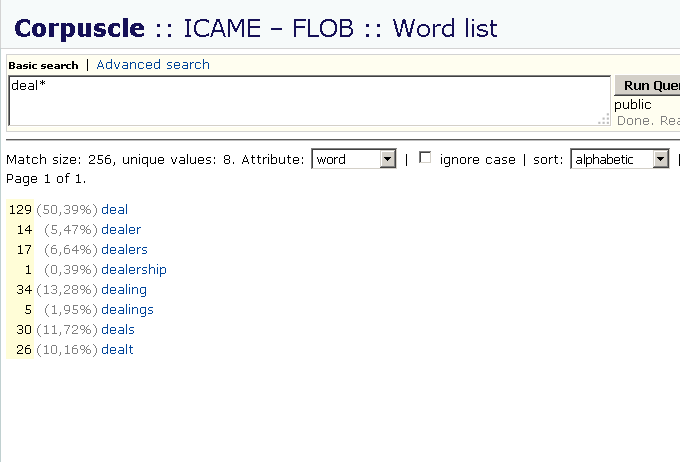 Corpuscle :: ICAME – FLOB :: Word list
Basic search | Advanced search
deal*
Run Quer
public
Done. Rea
Match size: 256, unique values: 8. Attribute: word | ignore case | sort: alphabetic |
Page 1 of 1.
129 (50,39%) deal
14 (5,47%) dealer
17 (6,64%) dealers
1 (0,39%) dealership
34 (13,28%) dealing
5 (1,95%) dealings
30 (11,72%) deals
26 (10,16%) dealt